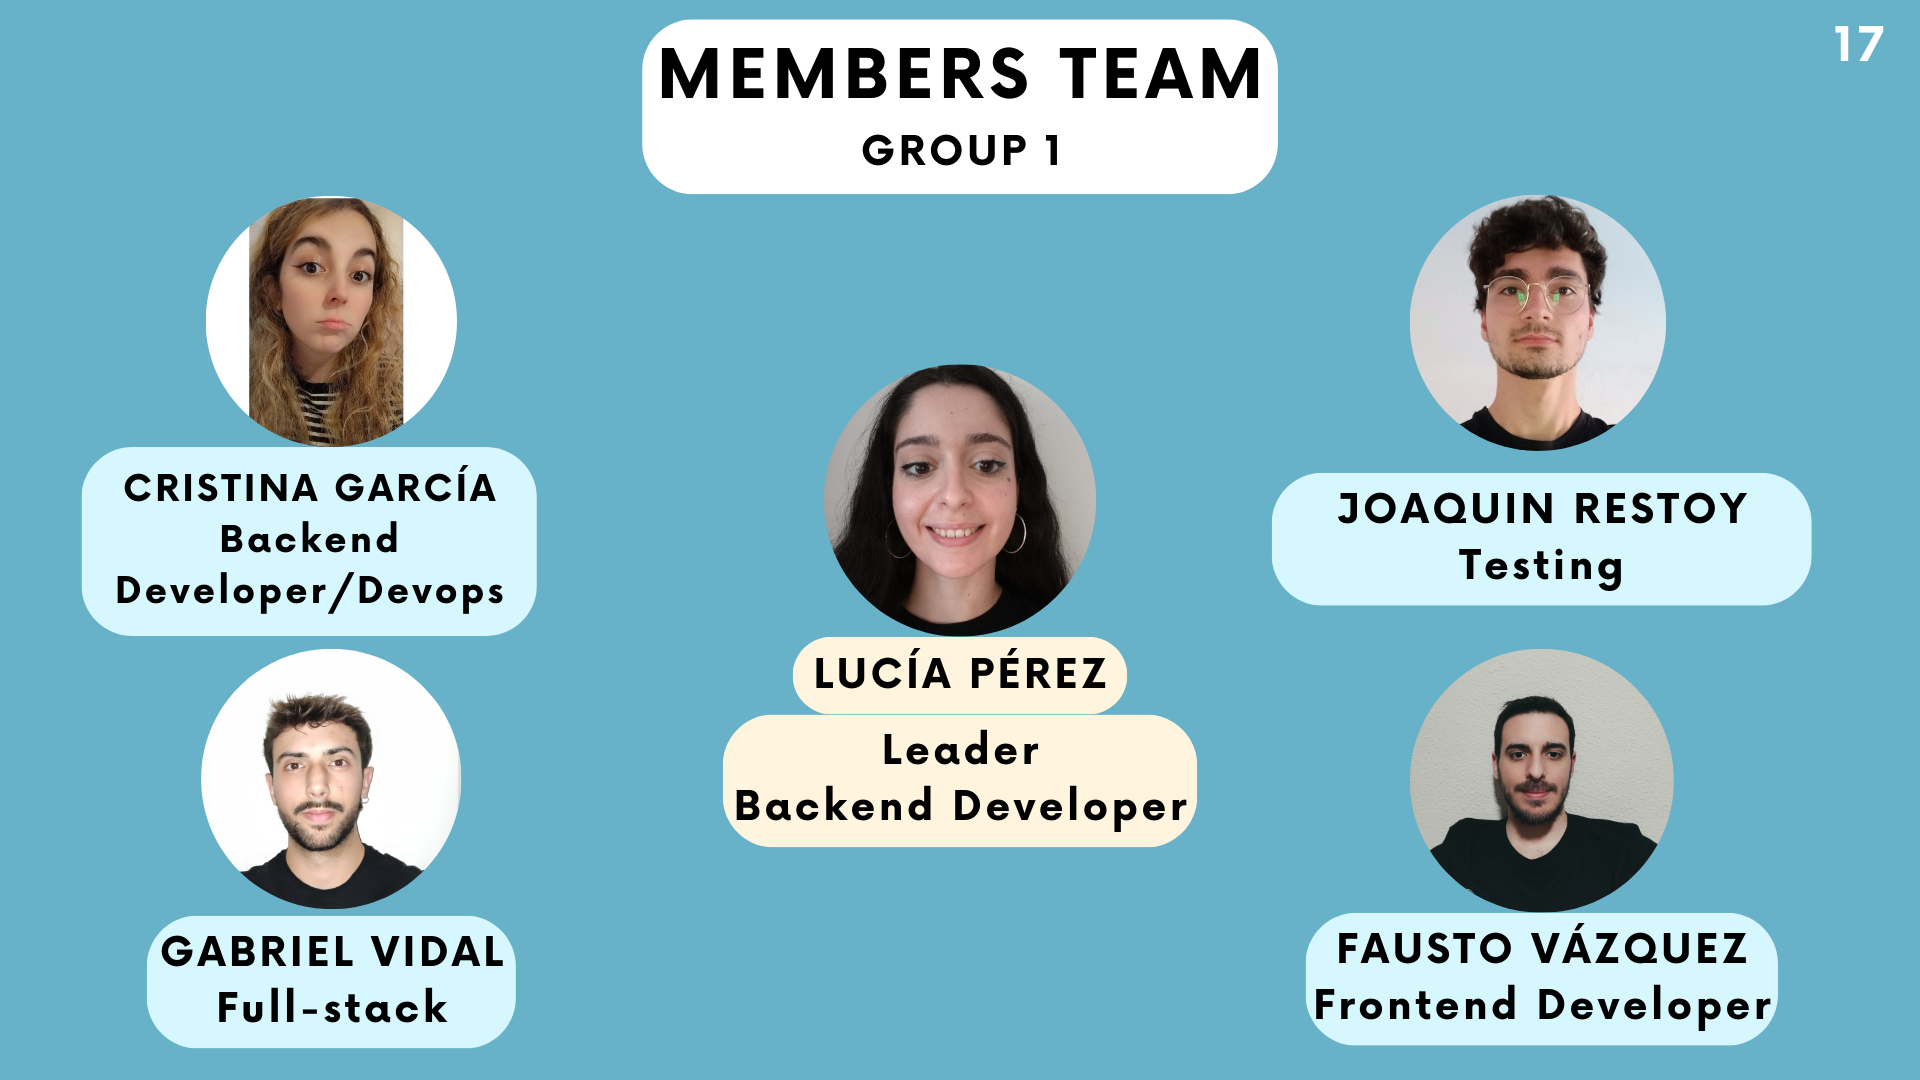 MEMBERS TEAM
GROUP 1
17
CRISTINA GARCÍA
Backend
Developer/Devops
JOAQUIN RESTOY
Testing
LUCÍA PÉREZ
Leader
Backend Developer
GABRIEL VIDAL
Full-stack
FAUSTO VÁZQUEZ
Frontend Developer